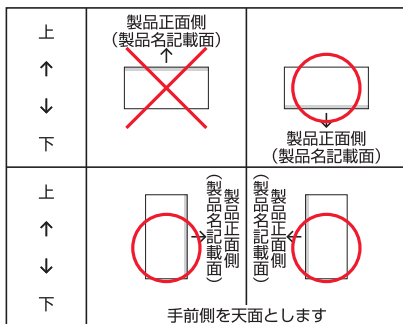 上
↑
↓
下
製品正面側
(製品名記載面)
↑
↓
製品正面側
(製品名記載面)
上
↑
↓
下
製品正面側
(製品名記載面)
→
製品正面側
(製品名記載面)
←
手前側を天面とします